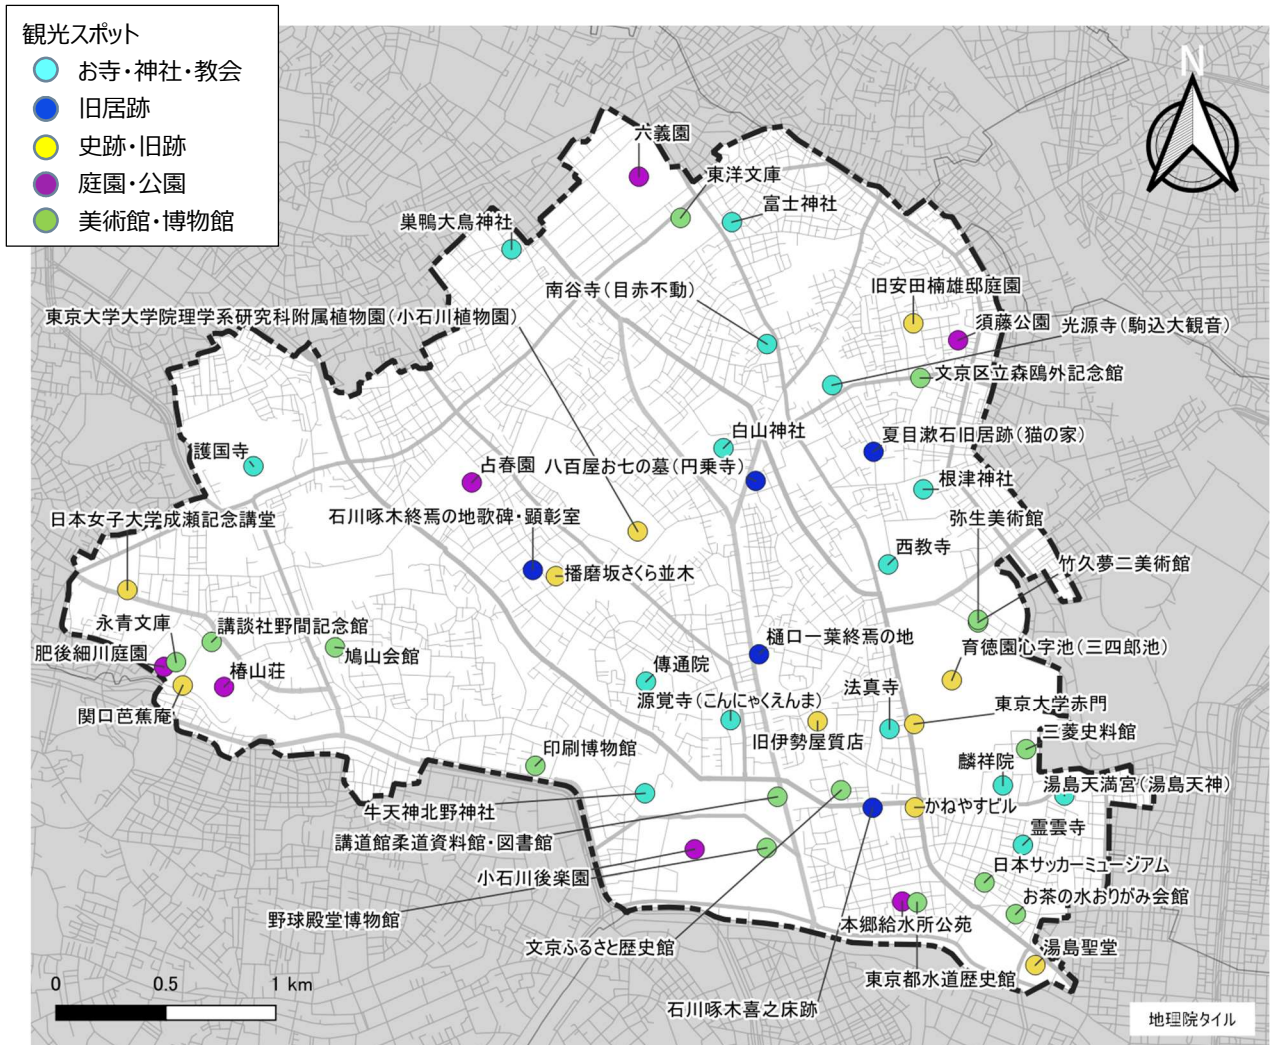 観光スポット
お寺・神社・教会
旧居跡
史跡・旧跡
庭園・公園
美術館・博物館
N
六義園
東洋文庫
富士神社
巣鴨大鳥神社
南谷寺(目赤不動)
旧安田楠雄邸庭園
東京大学大学院理学系研究科附属植物園(小石川植物園)
須藤公園
光源寺(駒込大観音)
文京区立森鴎外記念館
白山神社
夏目漱石旧居跡(猫の家)
護国寺
占春園
八百屋お七の墓(円乗寺)
根津神社
日本女子大学成瀬記念講堂
石川啄木終焉の地歌碑・顕彰室
弥生美術館
西教寺
竹久夢二美術館
播磨坂さくら並木
永青文庫
講談社野間記念館
樋口一葉終焉の地
肥後細川庭園
鳩山会館
育徳園心字池(三四郎池)
椿山荘
傳通院
法真寺
源覚寺(こんにゃくえんま)
東京大学赤門
関口芭蕉庵
旧伊勢屋質店
三菱史料館
印刷博物館
麟祥院
湯島天満宮(湯島天神)
牛天神北野神社
かねやすビル
霊雲寺
講道館柔道資料館・図書館
日本サッカーミュージアム
小石川後楽園
お茶の水おりがみ会館
野球殿堂博物館
本郷給水所公苑
文京ふるさと歴史館
湯島聖堂
東京都水道歴史館
石川啄木喜之床跡
0 0.5 1 km
地理院タイル